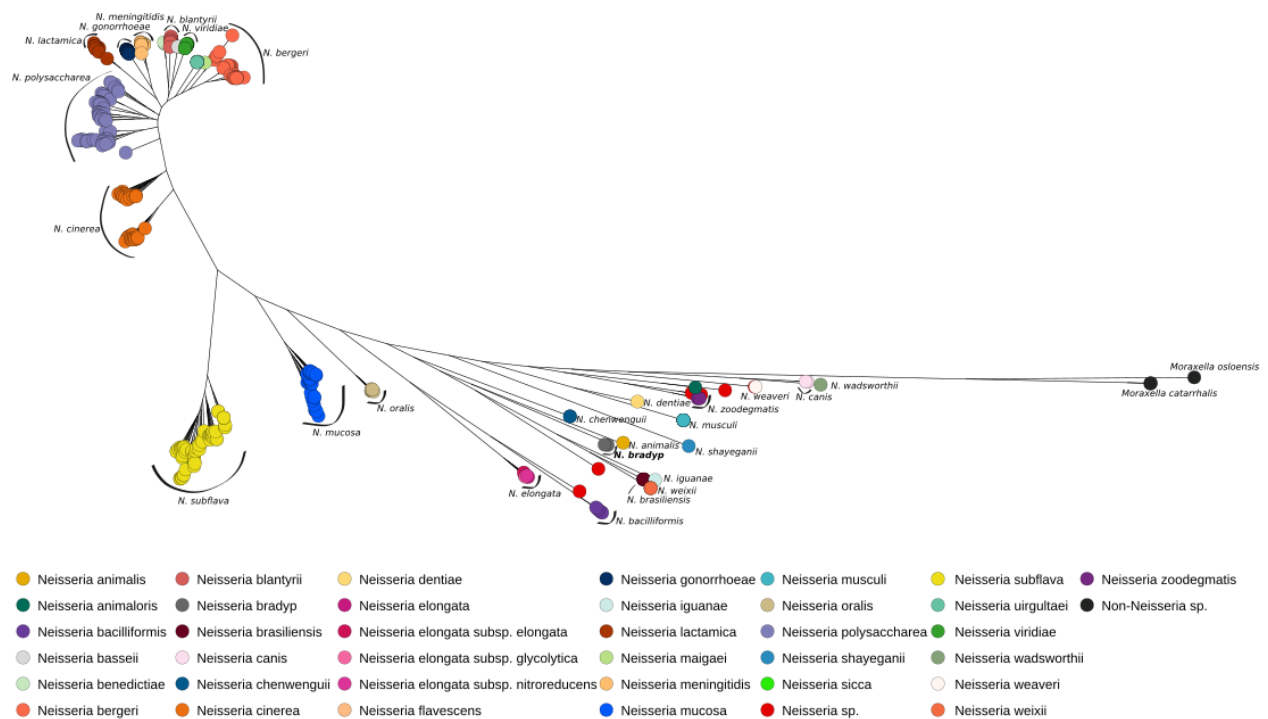 N. meningitidis
N. blantyrii
N. gonorrhoeae
N. viridiae
N. lactamica
N. bergeri
N. polysaccharea
N. cinerea
Moraxella osloensis
N. wadsworthii
Moraxella catarrhalis
N. weaveri
N. canis
N. dentiae
N. zoodegmatis
N. oralis
N. chenwenguii
N. musculi
N. mucosa
N. animalis
N. shayeganii
N. bradyp
N. iguanae
N. weixii
N. elongata
N. brasiliensis
N. subflava
N. bacilliformis
Neisseria animalis
Neisseria animaloris
Neisseria bacilliformis
Neisseria basseii
Neisseria benedictiae
Neisseria bergeri
Neisseria blantyrii
Neisseria bradyp
Neisseria brasiliensis
Neisseria canis
Neisseria chenwenguii
Neisseria cinerea
Neisseria dentiae
Neisseria elongata
Neisseria elongata subsp. elongata
Neisseria elongata subsp. glycolytica
Neisseria elongata subsp. nitroreducens
Neisseria flavescens
Neisseria gonorrhoeae
Neisseria iguanae
Neisseria lactamica
Neisseria maigaei
Neisseria meningitidis
Neisseria mucosa
Neisseria musculi
Neisseria oralis
Neisseria polysaccharea
Neisseria shayeganii
Neisseria sicca
Neisseria sp.
Neisseria subflava
Neisseria uirgultaei
Neisseria viridiae
Neisseria wadsworthii
Neisseria weaveri
Neisseria weixii
Neisseria zoodegmatis
Non-Neisseria sp.